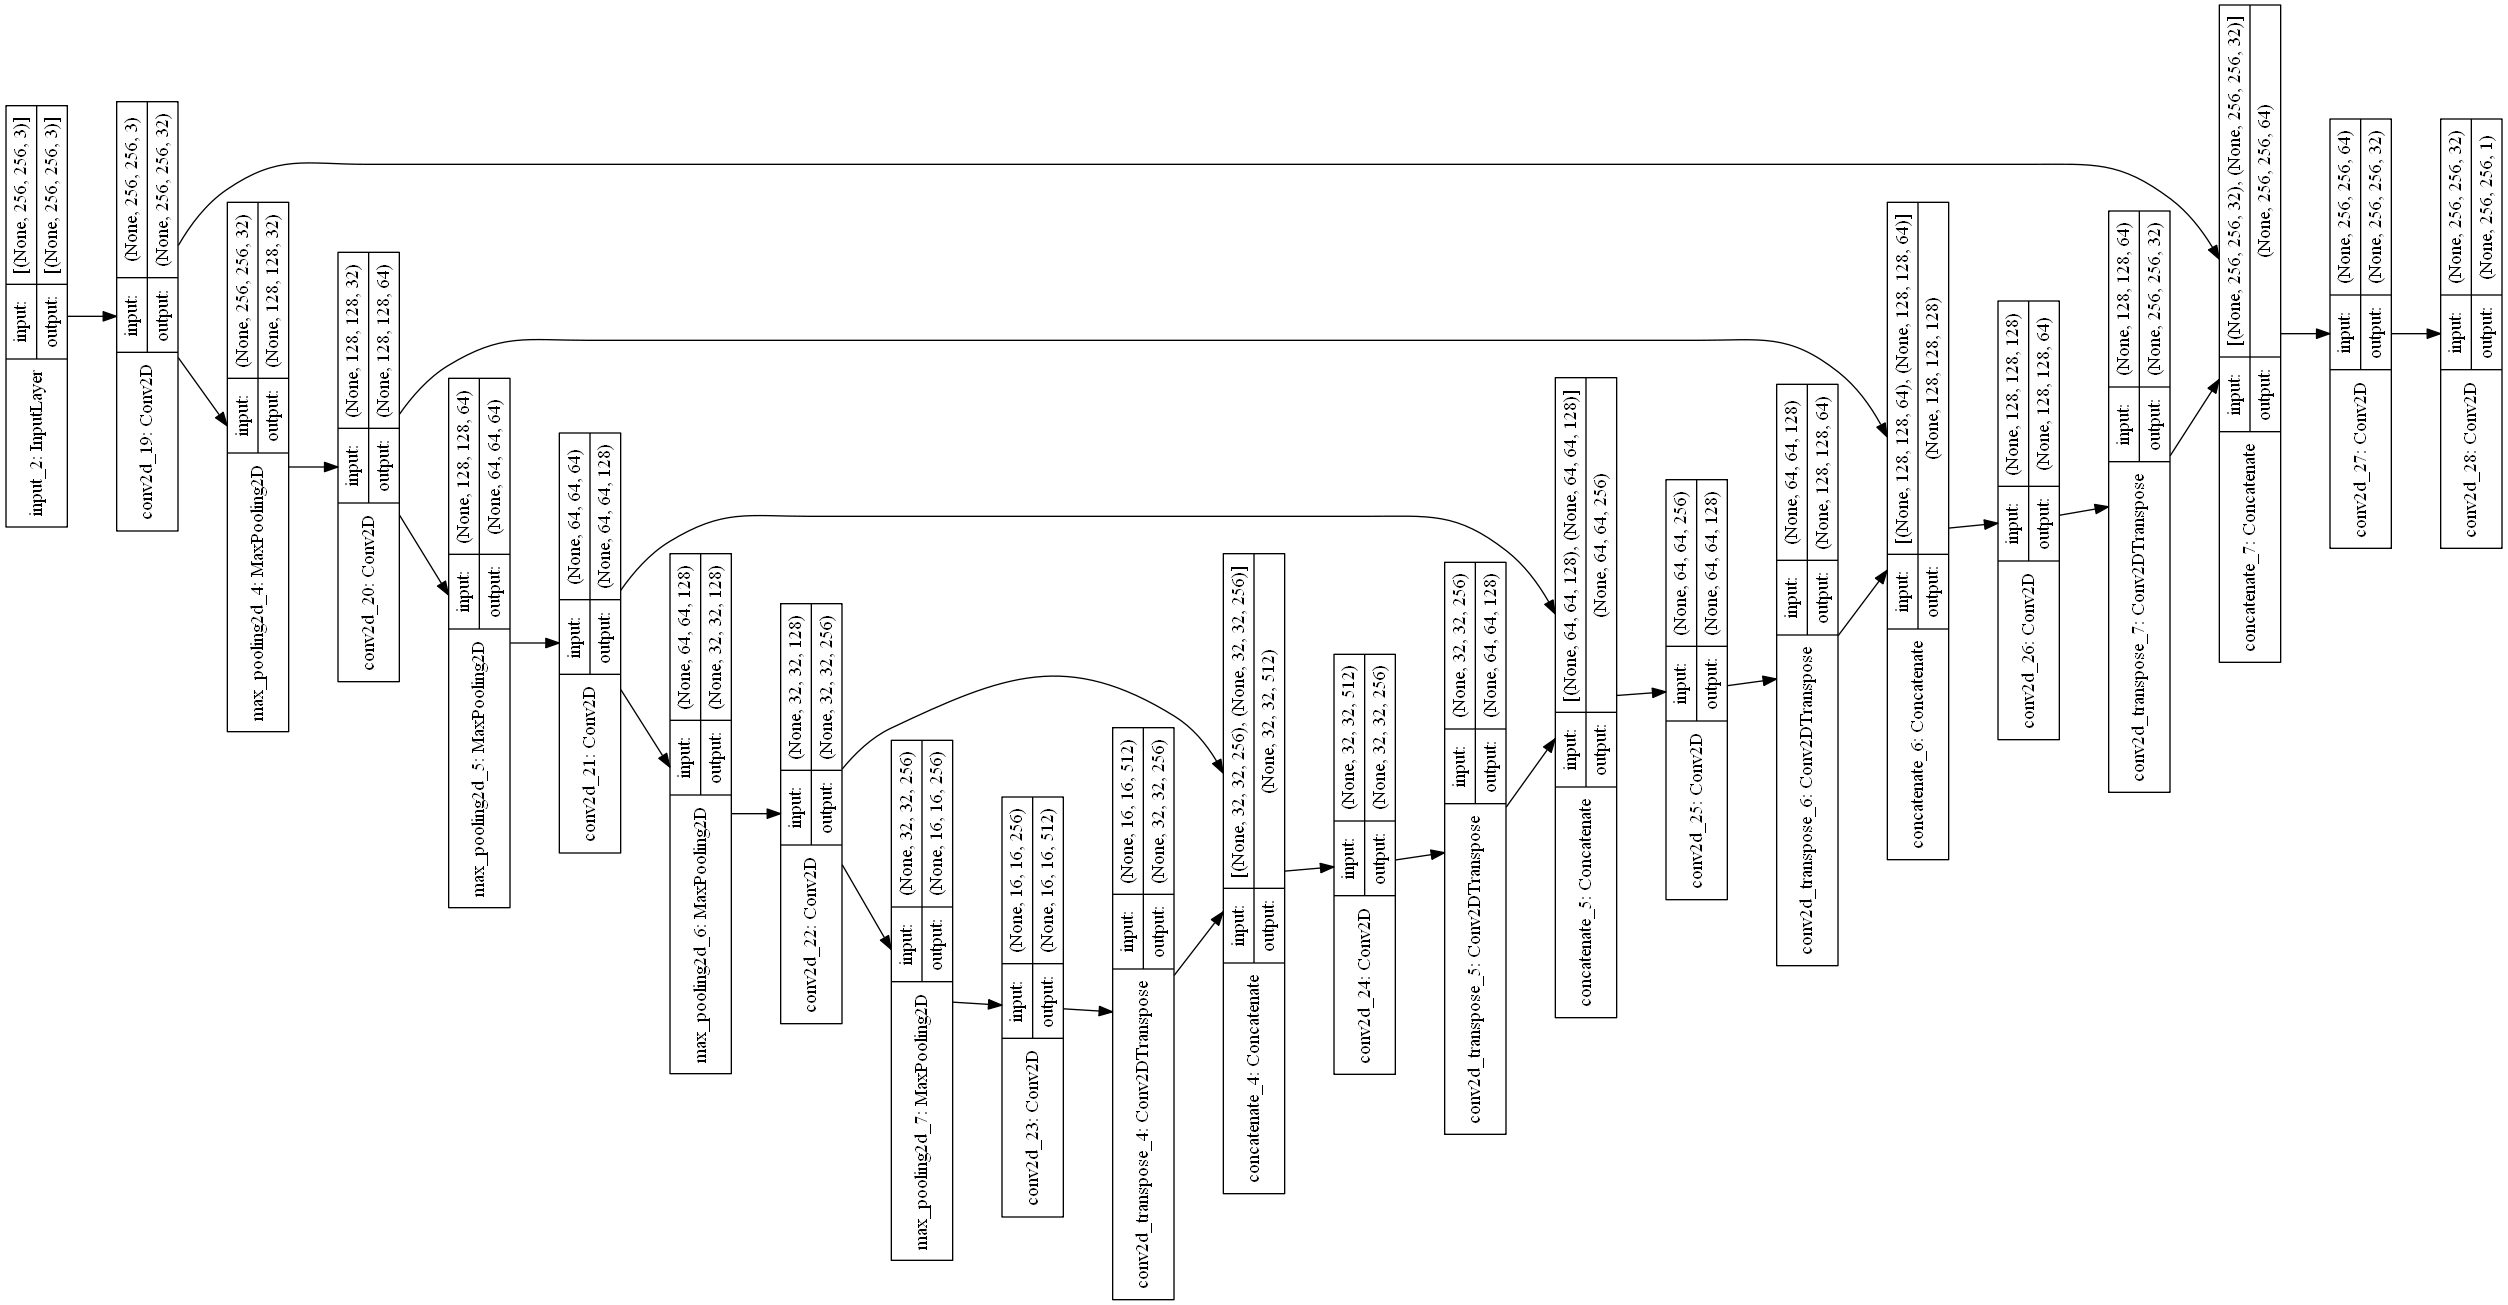 input_2: InputLayer
input:
[(None, 256, 256, 3)]
output:
[(None, 256, 256, 3)]
conv2d_19: Conv2D
input:
(None, 256, 256, 3)
output:
(None, 256, 256, 32)
max_pooling2d_4: MaxPooling2D
input:
(None, 256, 256, 32)
output:
(None, 128, 128, 32)
conv2d_20: Conv2D
input:
(None, 128, 128, 32)
output:
(None, 128, 128, 64)
max_pooling2d_5: MaxPooling2D
input:
(None, 128, 128, 64)
output:
(None, 64, 64, 64)
conv2d_21: Conv2D
input:
(None, 64, 64, 64)
output:
(None, 64, 64, 128)
max_pooling2d_6: MaxPooling2D
input:
(None, 64, 64, 128)
output:
(None, 32, 32, 128)
conv2d_22: Conv2D
input:
(None, 32, 32, 128)
output:
(None, 32, 32, 256)
max_pooling2d_7: MaxPooling2D
input:
(None, 32, 32, 256)
output:
(None, 16, 16, 256)
conv2d_23: Conv2D
input:
(None, 16, 16, 256)
output:
(None, 16, 16, 512)
conv2d_transpose_4: Conv2DTranspose
input:
(None, 16, 16, 512)
output:
(None, 32, 32, 256)
concatenate_4: Concatenate
input:
[(None, 32, 32, 256), (None, 32, 32, 256)]
output:
(None, 32, 32, 512)
conv2d_24: Conv2D
input:
(None, 32, 32, 512)
output:
(None, 32, 32, 256)
conv2d_transpose_5: Conv2DTranspose
input:
(None, 32, 32, 256)
output:
(None, 64, 64, 128)
concatenate_5: Concatenate
input:
[(None, 64, 64, 128), (None, 64, 64, 128)]
output:
(None, 64, 64, 256)
conv2d_25: Conv2D
input:
(None, 64, 64, 256)
output:
(None, 64, 64, 128)
conv2d_transpose_6: Conv2DTranspose
input:
(None, 64, 64, 128)
output:
(None, 128, 128, 64)
concatenate_6: Concatenate
input:
[(None, 128, 128, 64), (None, 128, 128, 64)]
output:
(None, 128, 128, 128)
conv2d_26: Conv2D
input:
(None, 128, 128, 128)
output:
(None, 128, 128, 64)
conv2d_transpose_7: Conv2DTranspose
input:
(None, 128, 128, 64)
output:
(None, 256, 256, 32)
concatenate_7: Concatenate
input:
[(None, 256, 256, 32), (None, 256, 256, 32)]
output:
(None, 256, 256, 64)
conv2d_27: Conv2D
input:
(None, 256, 256, 64)
output:
(None, 256, 256, 32)
conv2d_28: Conv2D
input:
(None, 256, 256, 32)
output:
(None, 256, 256, 1)